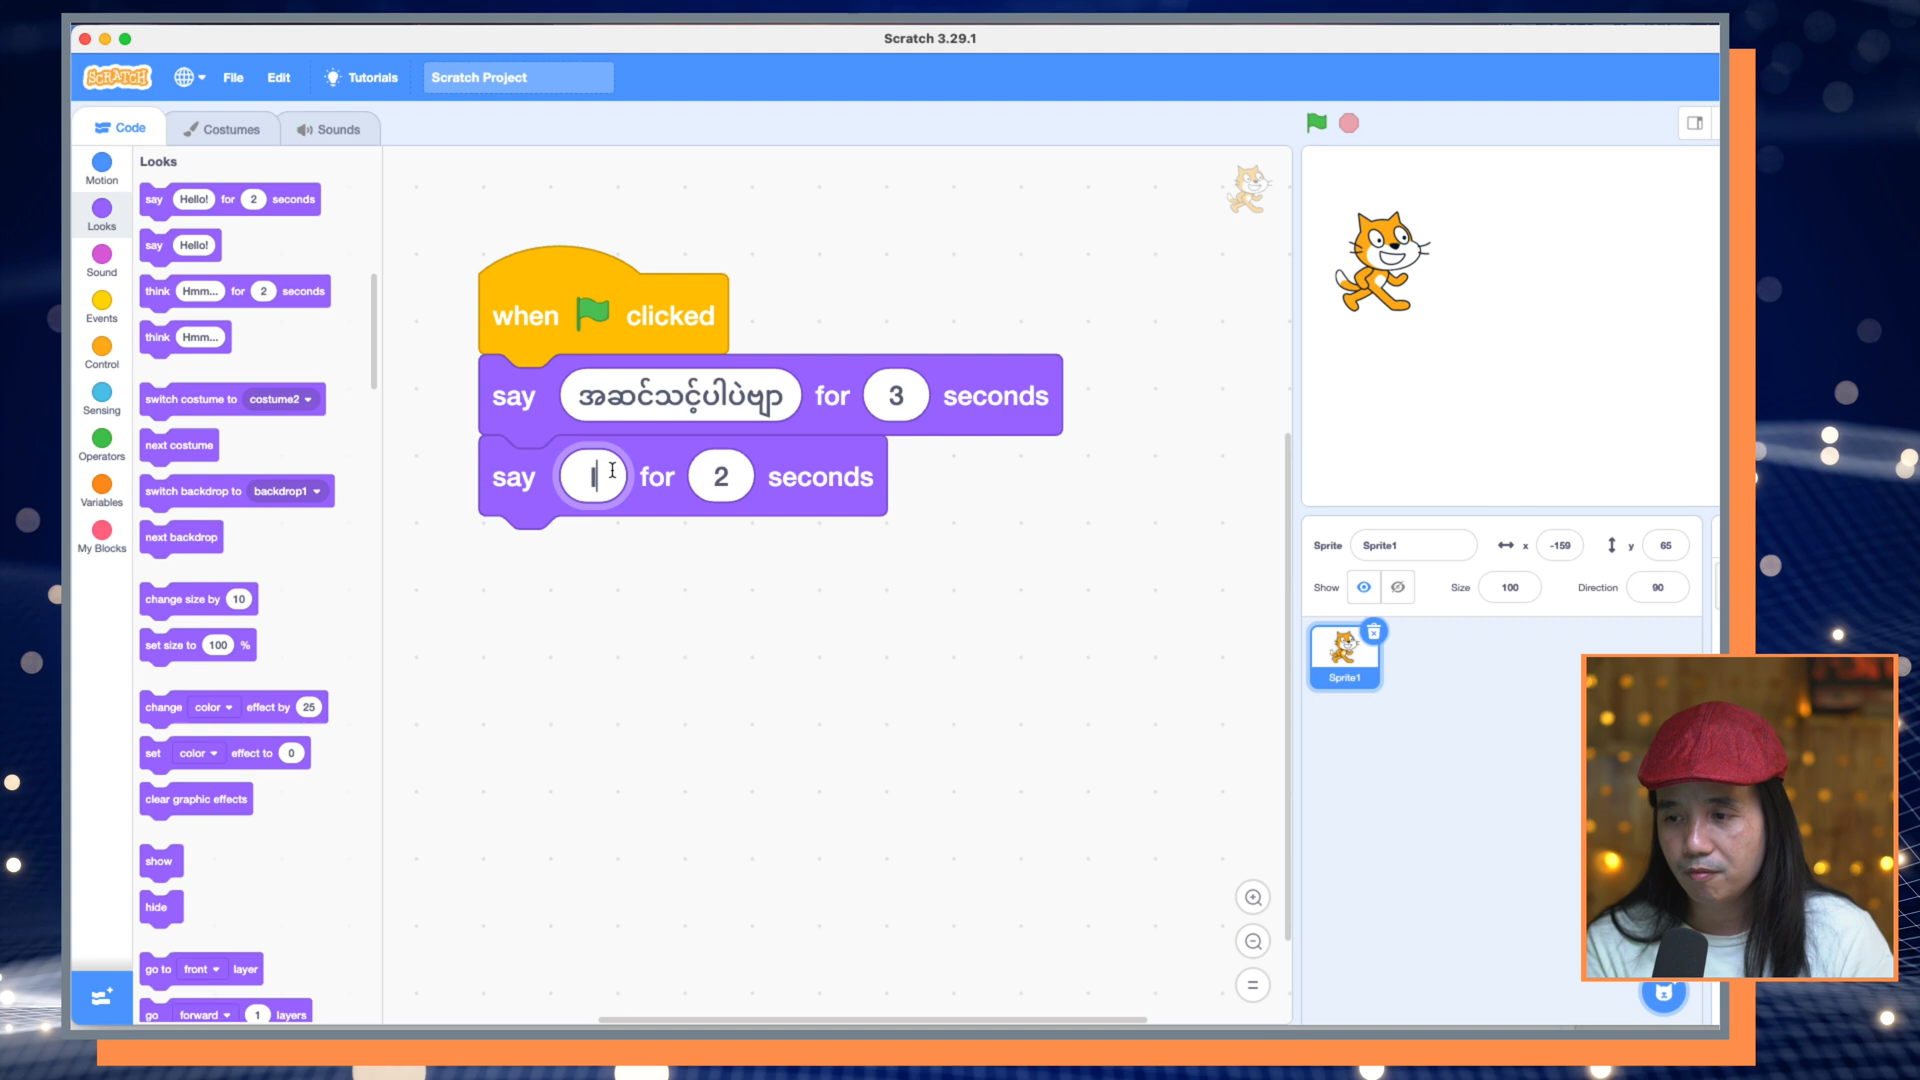 Scratch 3.29.1
SCRATCH File Edit Tutorials Scratch Project
Code Costumes Sounds
Motion
Looks
Sound
Events
Control
Sensing
Operators
Variables
My Blocks
Looks
say Hello! for 2 seconds
say Hello!
think Hmm... for 2 seconds
think Hmm...
switch costume to costume2
next costume
switch backdrop to backdrop1
next backdrop
change size by 10
set size to 100 %
change color effect by 25
set color effect to 0
clear graphic effects
show
hide
go to front layer
go forward 1 layers
when clicked
say အဆင်သင့်ပါပဲဗျာ for 3 seconds
say for 2 seconds
Sprite Sprite1 x -159 y 65
Show Size 100 Direction 90
Sprite1